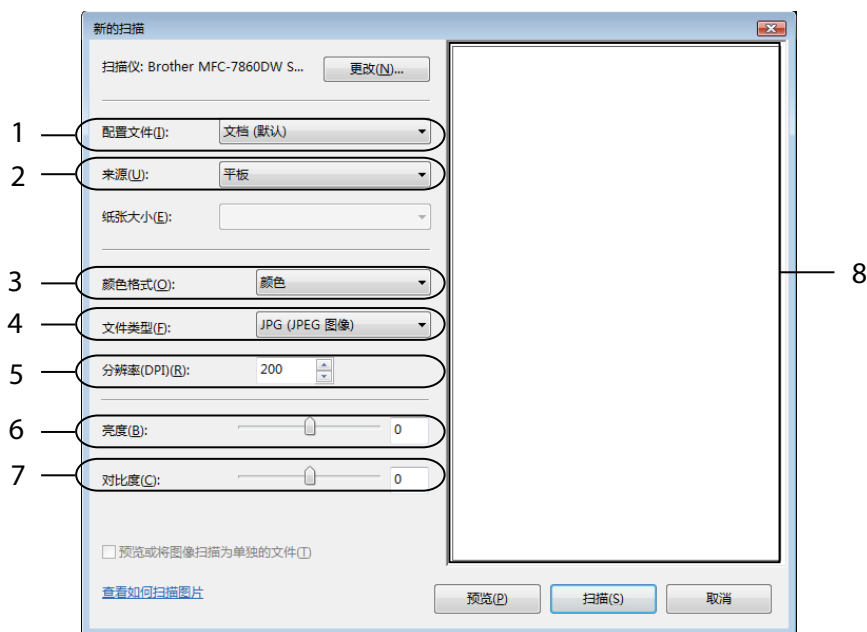 新的扫描
扫描仪: Brother MFC-7860DW S... 更改(N)...
1 配置文件(I): 文档 (默认)
2 来源(U): 平板
纸张大小(E):
3 颜色格式(O): 颜色
8
4 文件类型(F): JPG (JPEG 图像)
5 分辨率(DPI)(R): 200
6 亮度(B): 0
7 对比度(C): 0
预览或将图像扫描为单独的文件(T)
查看如何扫描图片
预览(P) 扫描(S) 取消